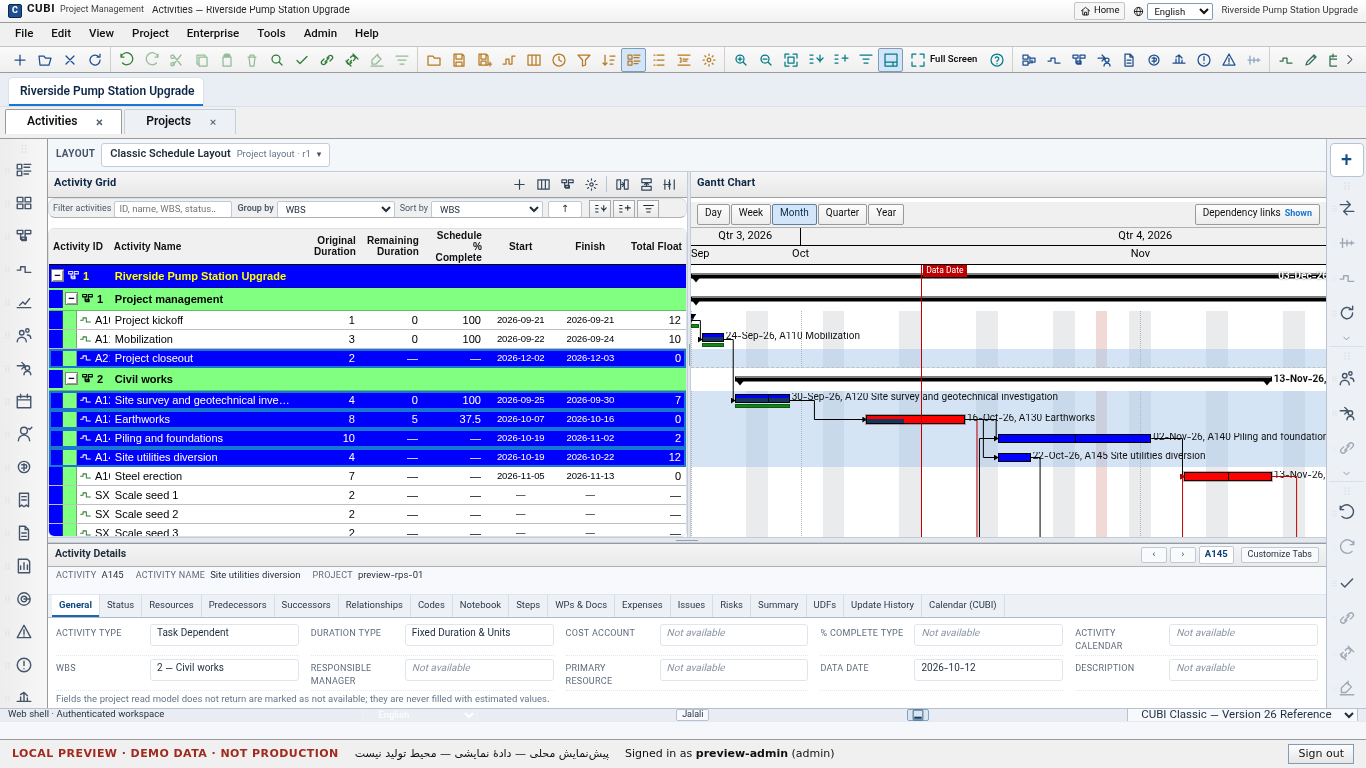 CUBI Project Management Activities — Riverside Pump Station Upgrade Home English Riverside Pump Station Upgrade
File Edit View Project Enterprise Tools Admin Help
Full Screen
Riverside Pump Station Upgrade
Activities × Projects ×
LAYOUT Classic Schedule Layout Project layout · r1
Activity Grid
Filter activities ID, name, WBS, status.. Group by WBS Sort by WBS ↑
Activity ID Activity Name Original Duration Remaining Duration Schedule % Complete Start Finish Total Float
1 Riverside Pump Station Upgrade
1 Project management
A1 Project kickoff 1 0 100 2026-09-21 2026-09-21 12
A1 Mobilization 3 0 100 2026-09-22 2026-09-24 10
A2 Project closeout 2 — — 2026-12-02 2026-12-03 0
2 Civil works
A1 Site survey and geotechnical inve... 4 0 100 2026-09-25 2026-09-30 7
A1 Earthworks 8 5 37.5 2026-10-07 2026-10-16 0
A1 Piling and foundations 10 — — 2026-10-19 2026-11-02 2
A1 Site utilities diversion 4 — — 2026-10-19 2026-10-22 12
A1 Steel erection 7 — — 2026-11-05 2026-11-13 0
SX Scale seed 1 2 — — — — —
SX Scale seed 2 2 — — — — —
SX Scale seed 3 2 — — — — —
Gantt Chart
Day Week Month Quarter Year Dependency links Shown
Qtr 3, 2026 Qtr 4, 2026
Sep Oct Nov
Data Date 03-Dec-26
24-Sep-26, A110 Mobilization
13-Nov-26,
30-Sep-26, A120 Site survey and geotechnical investigation
16-Oct-26, A130 Earthworks
02-Nov-26, A140 Piling and foundation
22-Oct-26, A145 Site utilities diversion
13-Nov-26,
Activity Details ‹ › A145 Customize Tabs
ACTIVITY A145 ACTIVITY NAME Site utilities diversion PROJECT preview-rps-01
General Status Resources Predecessors Successors Relationships Codes Notebook Steps WPs & Docs Expenses Issues Risks Summary UDFs Update History Calendar (CUBI)
ACTIVITY TYPE Task Dependent DURATION TYPE Fixed Duration & Units COST ACCOUNT Not available % COMPLETE TYPE Not available ACTIVITY CALENDAR Not available
WBS 2 — Civil works RESPONSIBLE MANAGER Not available PRIMARY RESOURCE Not available DATA DATE 2026-10-12 DESCRIPTION Not available
Fields the project read model does not return are marked as not available; they are never filled with estimated values.
Web shell · Authenticated workspace English Jalali CUBI Classic — Version 26 Reference
LOCAL PREVIEW · DEMO DATA · NOT PRODUCTION پیش‌نمایش محلی — دادهٔ نمایشی — محیط تولید نیست Signed in as preview-admin (admin) Sign out